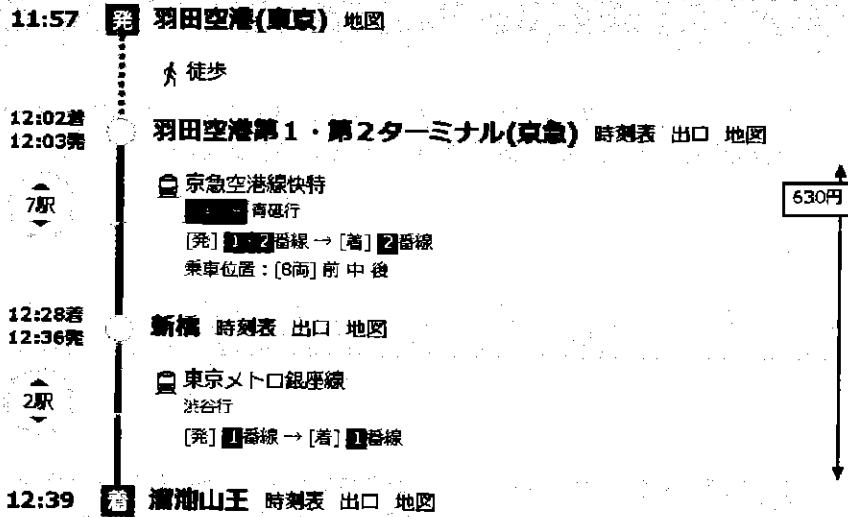 11:57 発 羽田空港(東京) 地図
徒歩
12:02着
12:03発
羽田空港第1・第2ターミナル(京急) 時刻表 出口 地図
7駅
京急空港線快特
青砥行
[発] 1・2番線 → [着] 2番線
乗車位置：[8両] 前 中 後
630円
12:28着
12:36発
新橋 時刻表 出口 地図
2駅
東京メトロ銀座線
渋谷行
[発] 1番線 → [着] 1番線
12:39 着 溜池山王 時刻表 出口 地図